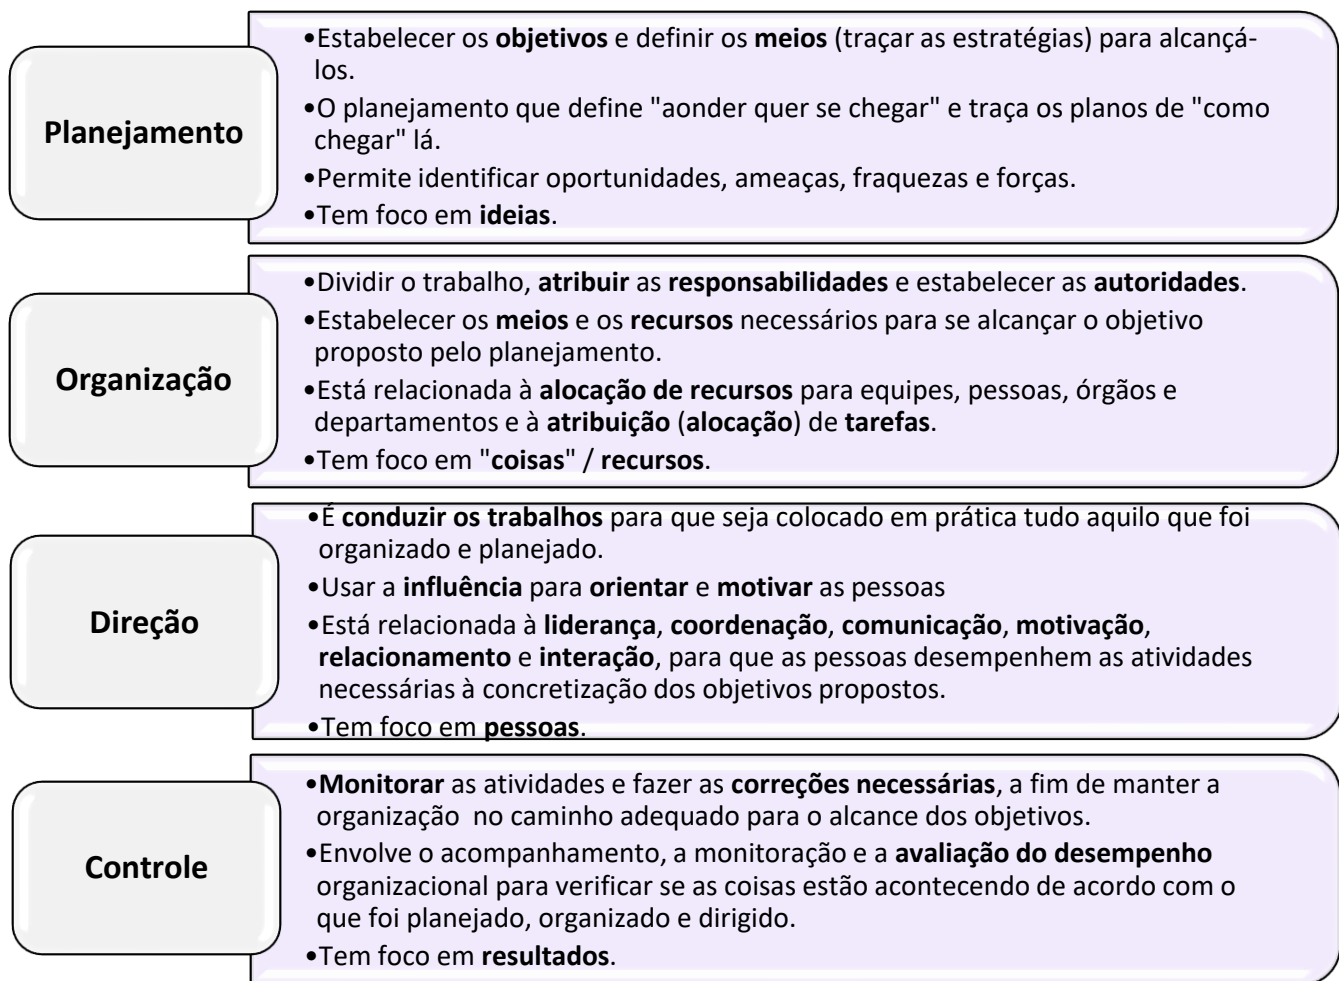 Planejamento
•Estabelecer os objetivos e definir os meios (traçar as estratégias) para alcançá-
los.
•O planejamento que define "aonder quer se chegar" e traça os planos de "como
chegar" lá.
•Permite identificar oportunidades, ameaças, fraquezas e forças.
•Tem foco em ideias.
Organização
•Dividir o trabalho, atribuir as responsabilidades e estabelecer as autoridades.
•Estabelecer os meios e os recursos necessários para se alcançar o objetivo
proposto pelo planejamento.
•Está relacionada à alocação de recursos para equipes, pessoas, órgãos e
departamentos e à atribuição (alocação) de tarefas.
•Tem foco em "coisas" / recursos.
Direção
•É conduzir os trabalhos para que seja colocado em prática tudo aquilo que foi
organizado e planejado.
•Usar a influência para orientar e motivar as pessoas
•Está relacionada à liderança, coordenação, comunicação, motivação,
relacionamento e interação, para que as pessoas desempenhem as atividades
necessárias à concretização dos objetivos propostos.
•Tem foco em pessoas.
Controle
•Monitorar as atividades e fazer as correções necessárias, a fim de manter a
organização no caminho adequado para o alcance dos objetivos.
•Envolve o acompanhamento, a monitoração e a avaliação do desempenho
organizacional para verificar se as coisas estão acontecendo de acordo com o
que foi planejado, organizado e dirigido.
•Tem foco em resultados.